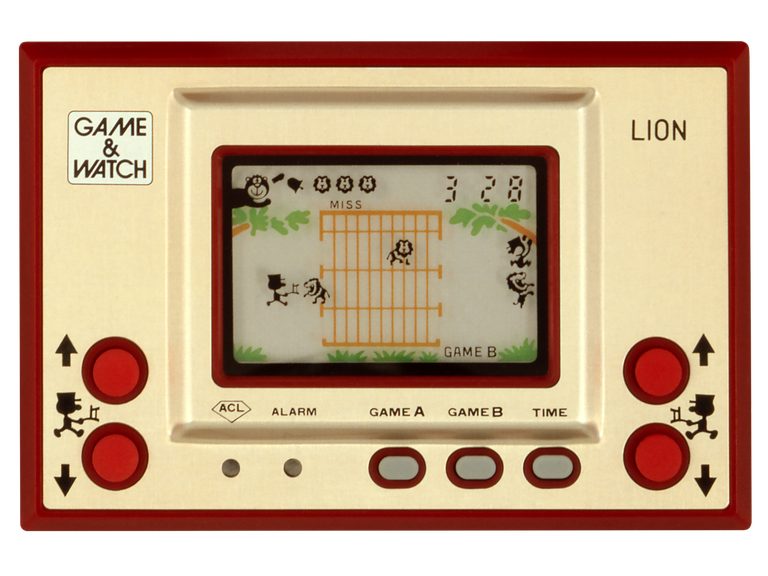 GAME
&
WATCH
LION
3 28
MISS
GAME B
ACL
ALARM
GAME A
GAME B
TIME